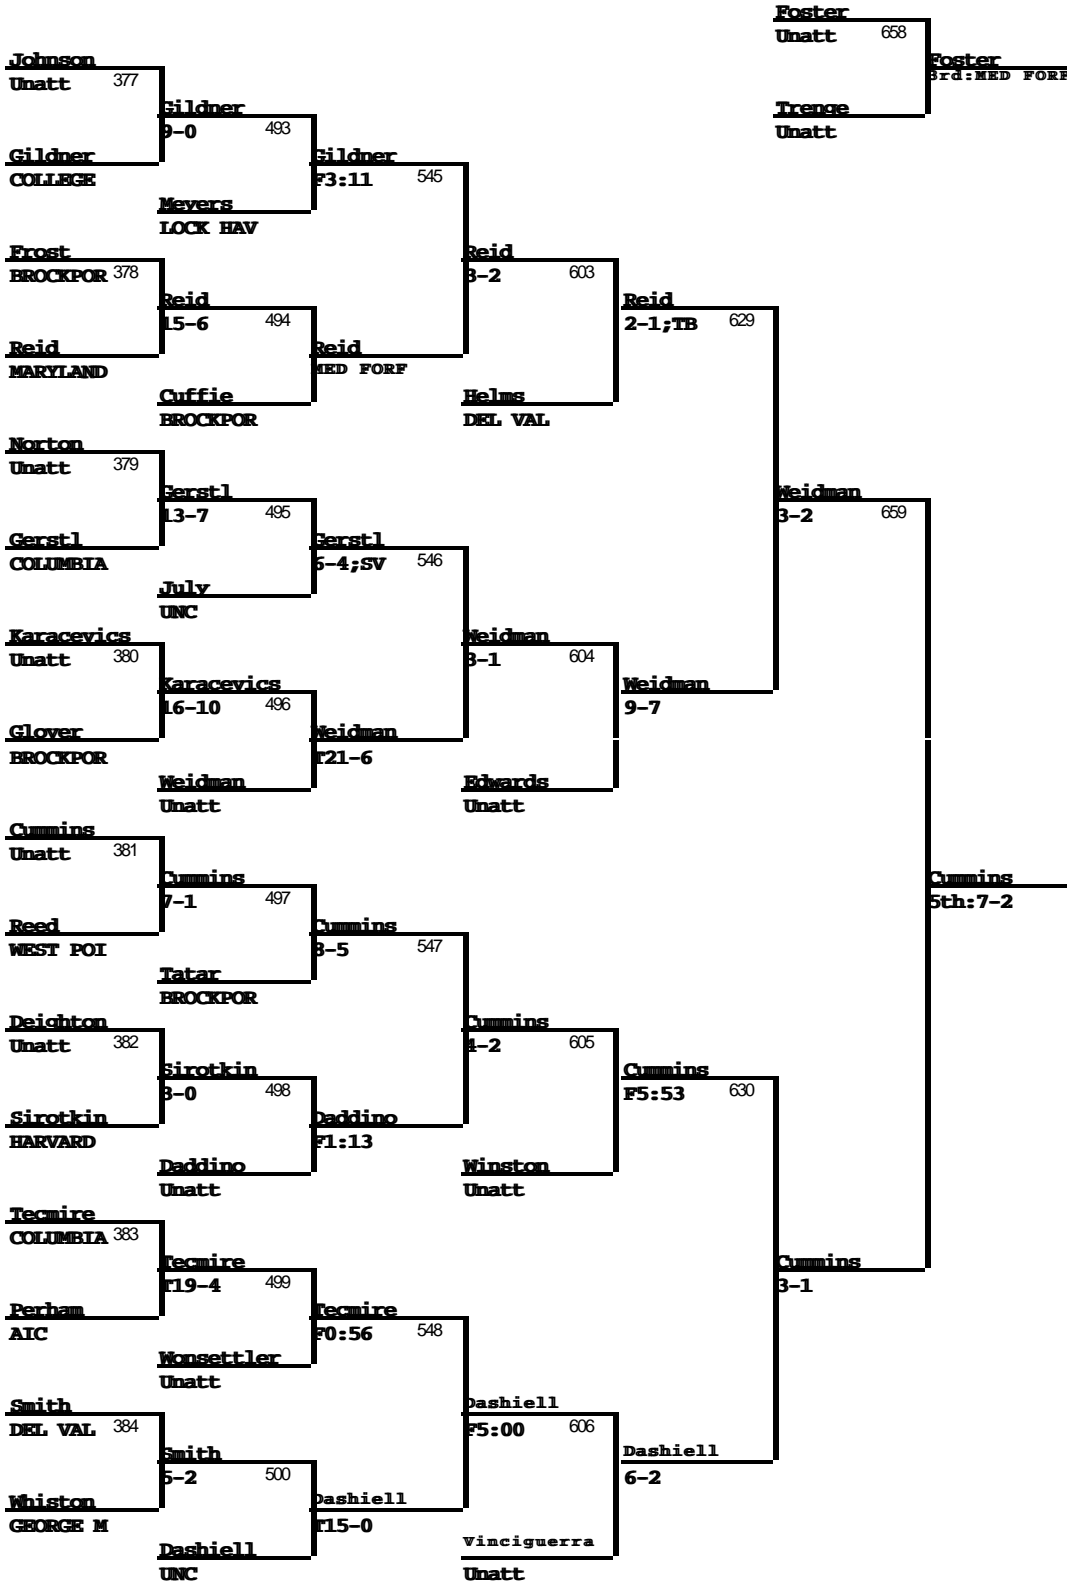 Foster
Unatt 658
Foster
3rd:MED FORF
Trenge
Unatt
Johnson
Unatt 377
Gildner
9-0 493
Gildner
COLLEGE
Gildner
F3:11 545
Meyers
LOCK HAV
Frost
BROCKPOR 378
Reid
3-2 603
Reid
15-6 494
Reid
2-1;TB 629
Reid
MARYLAND
Reid
MED FORF
Cuffie
BROCKPOR
Helms
DEL VAL
Norton
Unatt 379
Gerstl
13-7 495
Weidman
3-2 659
Gerstl
COLUMBIA
Gerstl
6-4;SV 546
July
UNC
Karacevics
Unatt 380
Weidman
3-1 604
Karacevics
16-10 496
Weidman
9-7
Glover
BROCKPOR
Weidman
T21-6
Weidman
Unatt
Edwards
Unatt
Cummins
Unatt 381
Cummins
7-1 497
Cummins
5th:7-2
Reed
WEST POI
Cummins
8-5 547
Tatar
BROCKPOR
Deighton
Unatt 382
Cummins
4-2 605
Sirotkin
3-0 498
Cummins
F5:53 630
Sirotkin
HARVARD
Daddino
F1:13
Daddino
Unatt
Winston
Unatt
Tecmire
COLUMBIA 383
Tecmire
T19-4 499
Cummins
3-1
Perham
AIC
Tecmire
F0:56 548
Wonsettler
Unatt
Smith
DEL VAL 384
Dashiell
F5:00 606
Smith
5-2 500
Dashiell
6-2
Whiston
GEORGE M
Dashiell
T15-0
Dashiell
UNC
Vinciguerra
Unatt